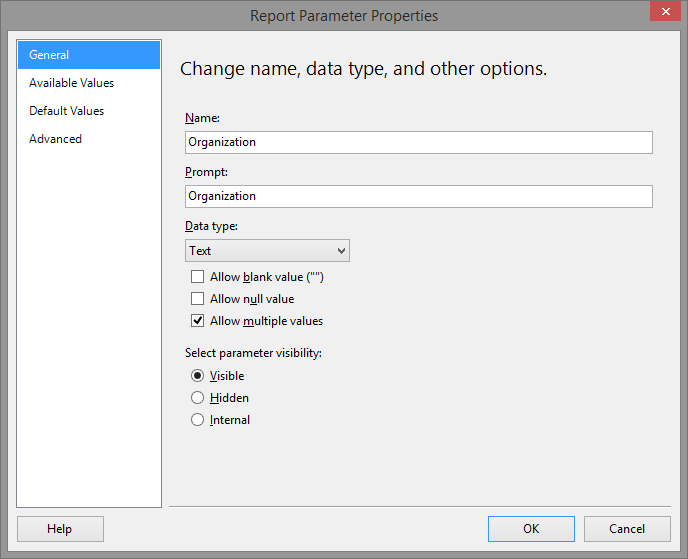 Report Parameter Properties
General
Available Values
Default Values
Advanced
Change name, data type, and other options.
Name:
Organization
Prompt:
Organization
Data type:
Text
Allow blank value ("")
Allow null value
Allow multiple values
Select parameter visibility:
Visible
Hidden
Internal
Help
OK
Cancel